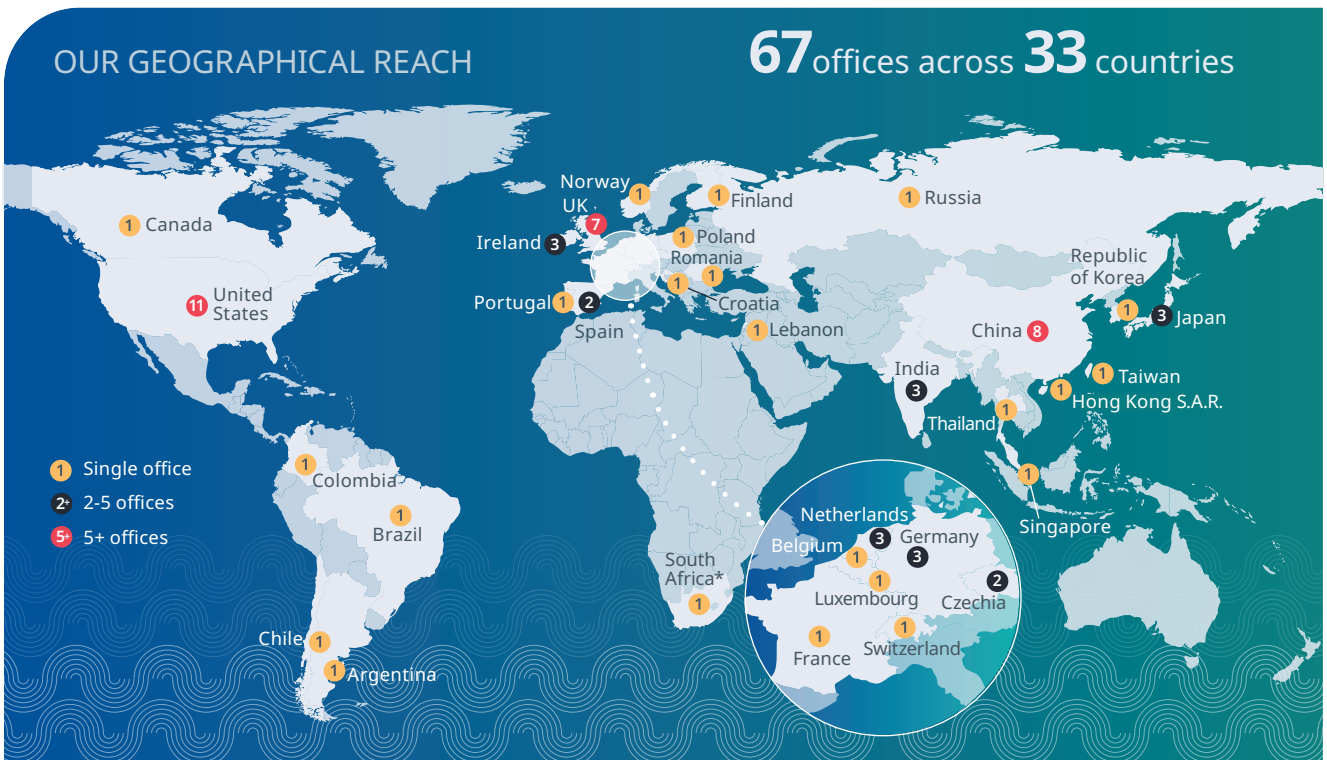 OUR GEOGRAPHICAL REACH
67 offices across 33 countries
1 Canada
11 United
States
1 Colombia
1 Brazil
Chile 1
1 Argentina
1 Single office
2+ 2-5 offices
5+ 5+ offices
Norway 1
UK 7
Ireland 3
Portugal 1
2 Spain
1 Finland
1 Poland
Romania 1
1 Croatia
1 Lebanon
1 Russia
Republic
of Korea 1
3 Japan
China 8
India 3
1 Taiwan
1 Hong Kong S.A.R.
Thailand 1
1 Singapore
South
Africa*
1
Netherlands 3
Germany 3
Belgium 1
1 Luxembourg
2 Czechia
1 France
1 Switzerland